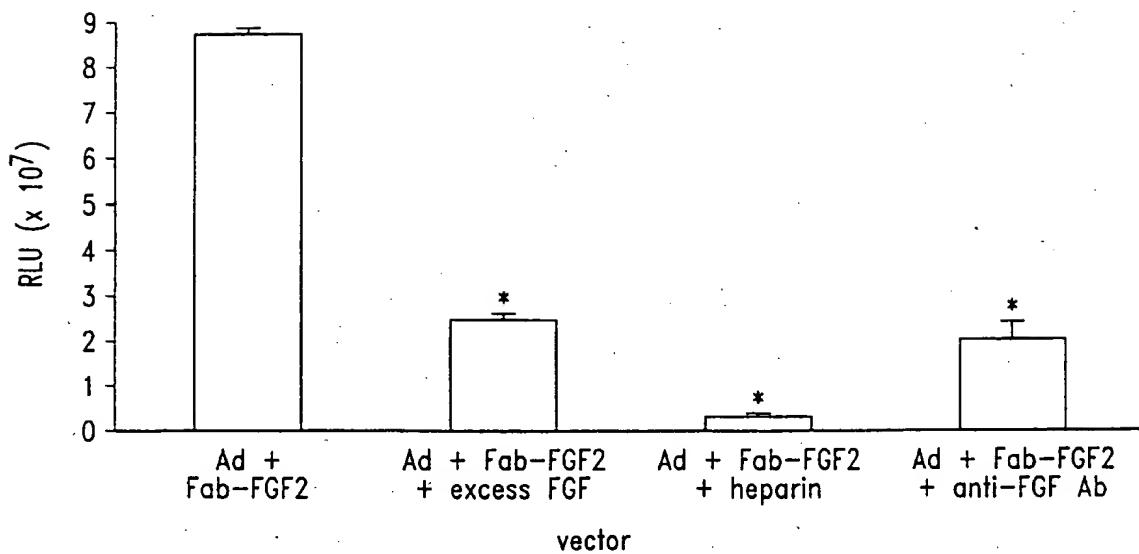 RLU (x 10⁷)
9
8
7
6
5
4
3
2
1
0
*
*
*
Ad +
Fab-FGF2
Ad + Fab-FGF2
+ excess FGF
Ad + Fab-FGF2
+ heparin
Ad + Fab-FGF2
+ anti-FGF Ab
vector